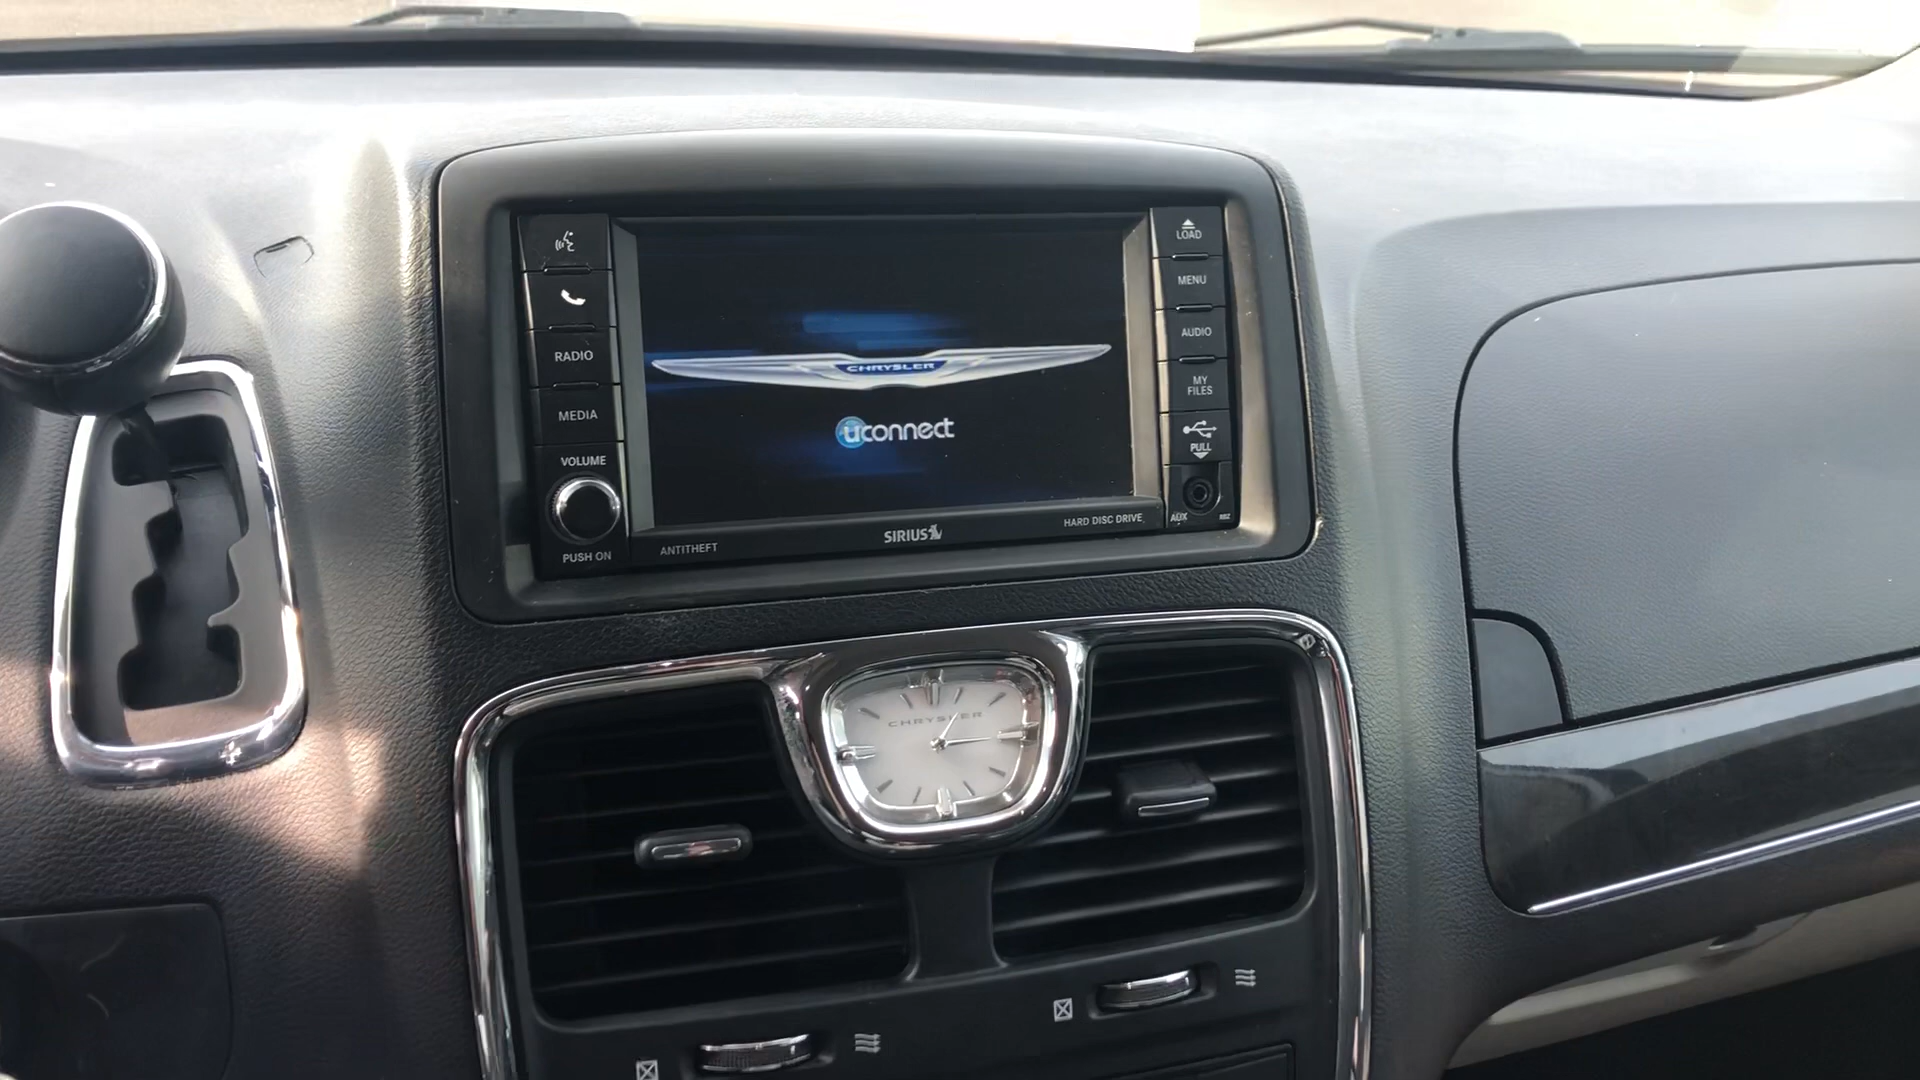 LOAD
MENU
AUDIO
MY
FILES
PULL
AUX
RADIO
MEDIA
VOLUME
PUSH ON
CHRYSLER
uconnect
ANTITHEFT
SIRIUS
HARD DISC DRIVE
CHRYSLER